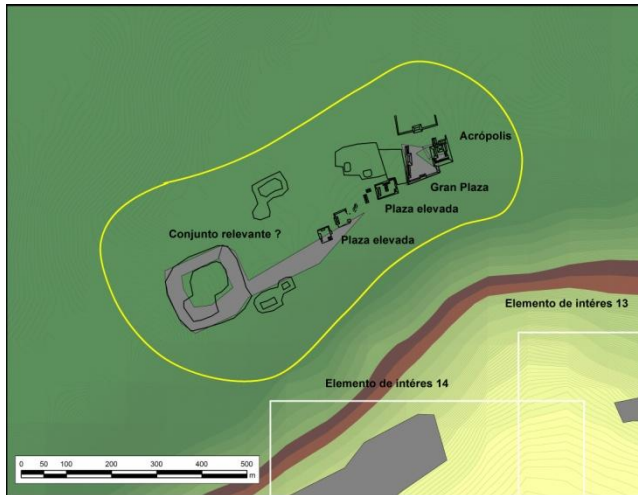 Acrópolis
Gran Plaza
Plaza elevada
Conjunto relevante ?
Plaza elevada
Elemento de intéres 13
Elemento de intéres 14
0 50 100 200 300 400 500
m